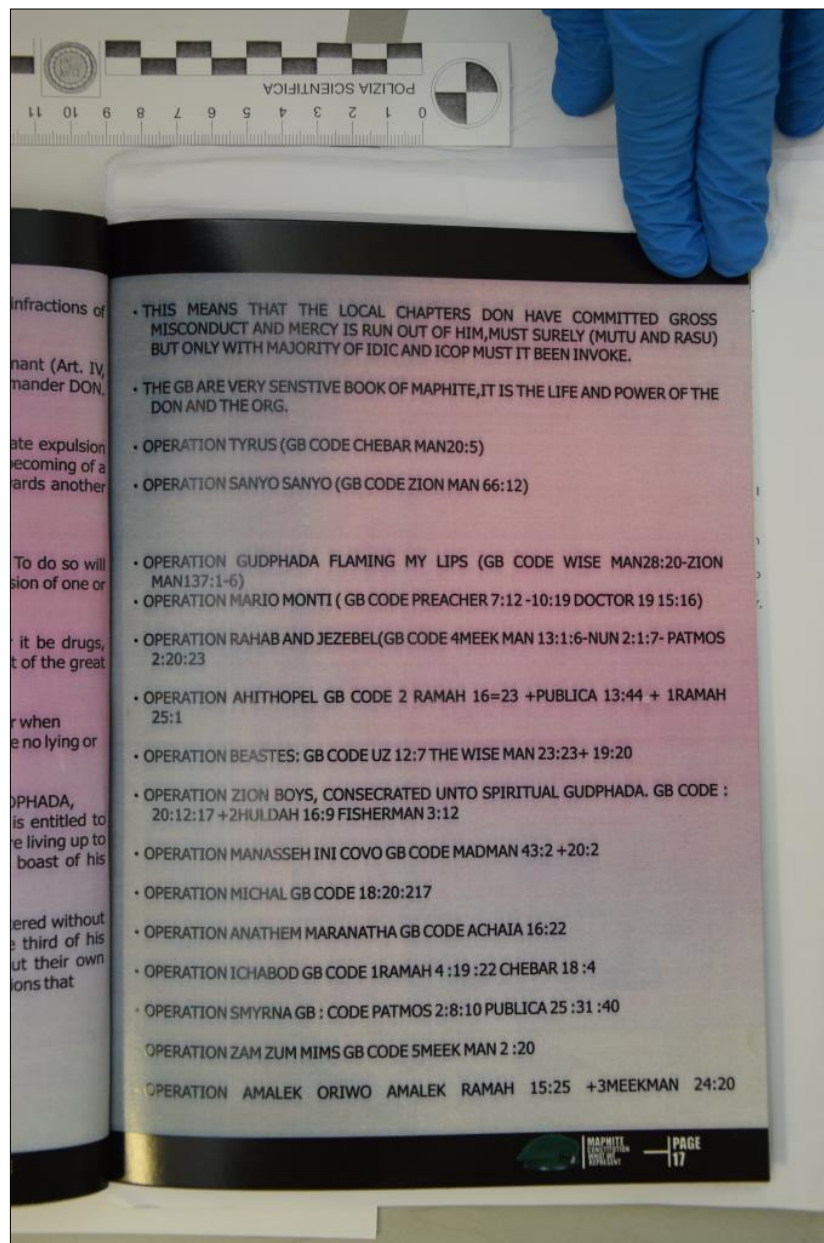 POLIZIA SCIENTIFICA
11 10 9 8 7 6 5 4 3 2 1 0
infractions of
nant (Art. IV,
mander DON.
ate expulsion
ecoming of a
ards another
To do so will
sion of one or
it be drugs,
t of the great
r when
e no lying or
OPHADA,
is entitled to
e living up to
boast of his
tered without
e third of his
ut their own
ions that
• THIS MEANS THAT THE LOCAL CHAPTERS DON HAVE COMMITTED GROSS
MISCONDUCT AND MERCY IS RUN OUT OF HIM,MUST SURELY (MUTU AND RASU)
BUT ONLY WITH MAJORITY OF IDIC AND ICOP MUST IT BEEN INVOKE.
• THE GB ARE VERY SENSTIVE BOOK OF MAPHITE,IT IS THE LIFE AND POWER OF THE
DON AND THE ORG.
• OPERATION TYRUS (GB CODE CHEBAR MAN20:5)
• OPERATION SANYO SANYO (GB CODE ZION MAN 66:12)
• OPERATION GUDPHADA FLAMING MY LIPS (GB CODE WISE MAN28:20-ZION
MAN137:1-6)
• OPERATION MARIO MONTI ( GB CODE PREACHER 7:12 -10:19 DOCTOR 19 15:16)
• OPERATION RAHAB AND JEZEBEL(GB CODE 4MEEK MAN 13:1:6-NUN 2:1:7- PATMOS
2:20:23
• OPERATION AHITHOPEL GB CODE 2 RAMAH 16=23 +PUBLICA 13:44 + 1RAMAH
25:1
• OPERATION BEASTES: GB CODE UZ 12:7 THE WISE MAN 23:23+ 19:20
• OPERATION ZION BOYS, CONSECRATED UNTO SPIRITUAL GUDPHADA. GB CODE :
20:12:17 +2HULDAH 16:9 FISHERMAN 3:12
• OPERATION MANASSEH INI COVO GB CODE MADMAN 43:2 +20:2
• OPERATION MICHAL GB CODE 18:20:217
• OPERATION ANATHEM MARANATHA GB CODE ACHAIA 16:22
• OPERATION ICHABOD GB CODE 1RAMAH 4 :19 :22 CHEBAR 18 :4
• OPERATION SMYRNA GB : CODE PATMOS 2:8:10 PUBLICA 25 :31 :40
OPERATION ZAM ZUM MIMS GB CODE 5MEEK MAN 2 :20
OPERATION AMALEK ORIWO AMALEK RAMAH 15:25 +3MEEKMAN 24:20
MAPHITE
CONSTITUTION
WHAT WE
REPRESENT
PAGE
17